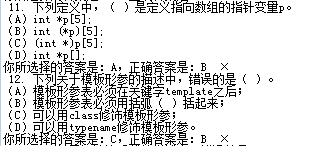 11. 下列定义中，( ) 是定义指向数组的指针变量p。
(A) int *p[5];
(B) int (*p)[5];
(C) (int *)p[5];
(D) int *p[];
你所选择的答案是：A，正确答案是：B ×
12. 下列关于模板形参的描述中，错误的是 ( )。
(A) 模板形参表必须在关键字template之后；
(B) 模板形参表必须用括弧 ( ) 括起来；
(C) 可以用class修饰模板形参；
(D) 可以用typename修饰模板形参。
你所选择的答案是：C，正确答案是：B ×